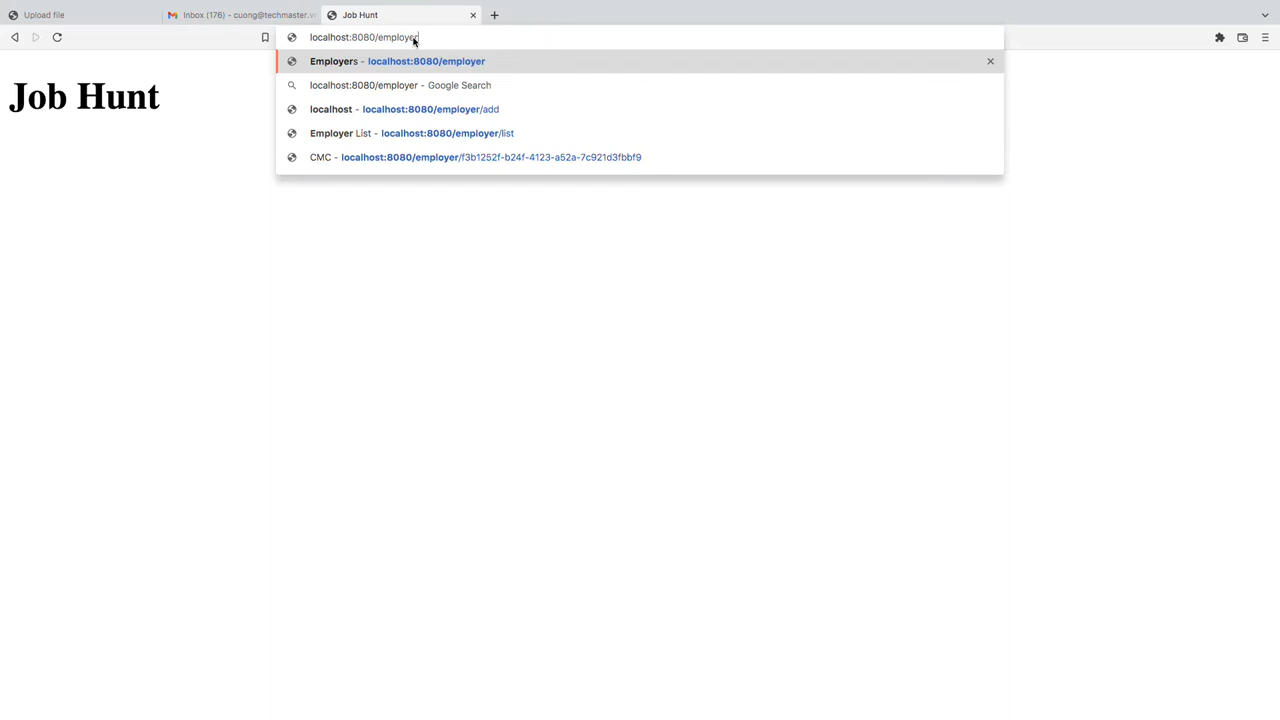 Upload file
Inbox (176) - cuong@techmaster.v
Job Hunt
localhost:8080/employer
Employers - localhost:8080/employer
localhost:8080/employer - Google Search
localhost - localhost:8080/employer/add
Employer List - localhost:8080/employer/list
CMC - localhost:8080/employer/f3b1252f-b24f-4123-a52a-7c921d3fbbf9
Job Hunt